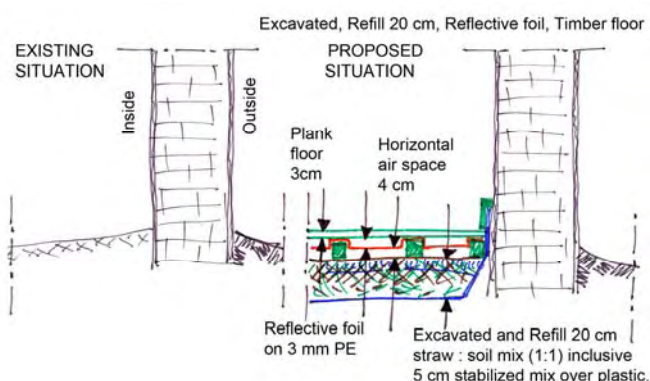 Excavated, Refill 20 cm, Reflective foil, Timber floor
EXISTING
SITUATION
PROPOSED
SITUATION
Inside
Outside
Plank
floor
3cm
Horizontal
air space
4 cm
Reflective foil
on 3 mm PE
Excavated and Refill 20 cm
straw : soil mix (1:1) inclusive
5 cm stabilized mix over plastic.